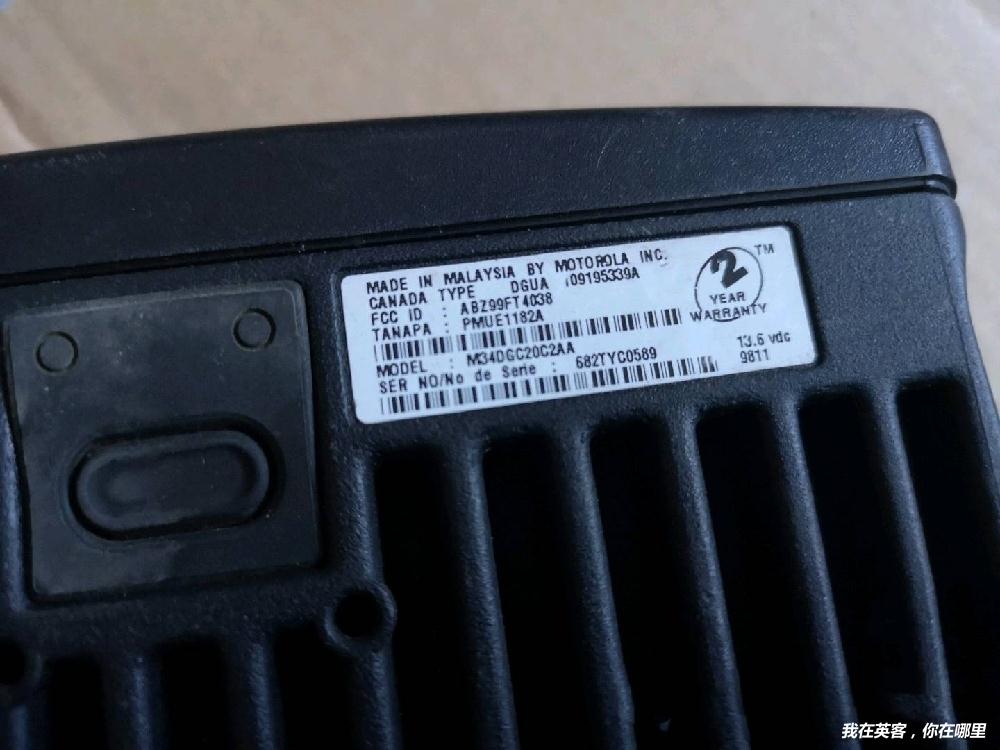 MADE IN MALAYSIA BY MOTOROLA INC.
CANADA TYPE DGUA 109195339A
FCC ID : ABZ99FT4038
TANAPA : PMUE1182A
MODEL : M34DGC20C2AA
SER NO/No de Serie : 682TYC0589
2 TM
YEAR
WARRANTY
13.6 vdc
9811
我在英客，你在哪里